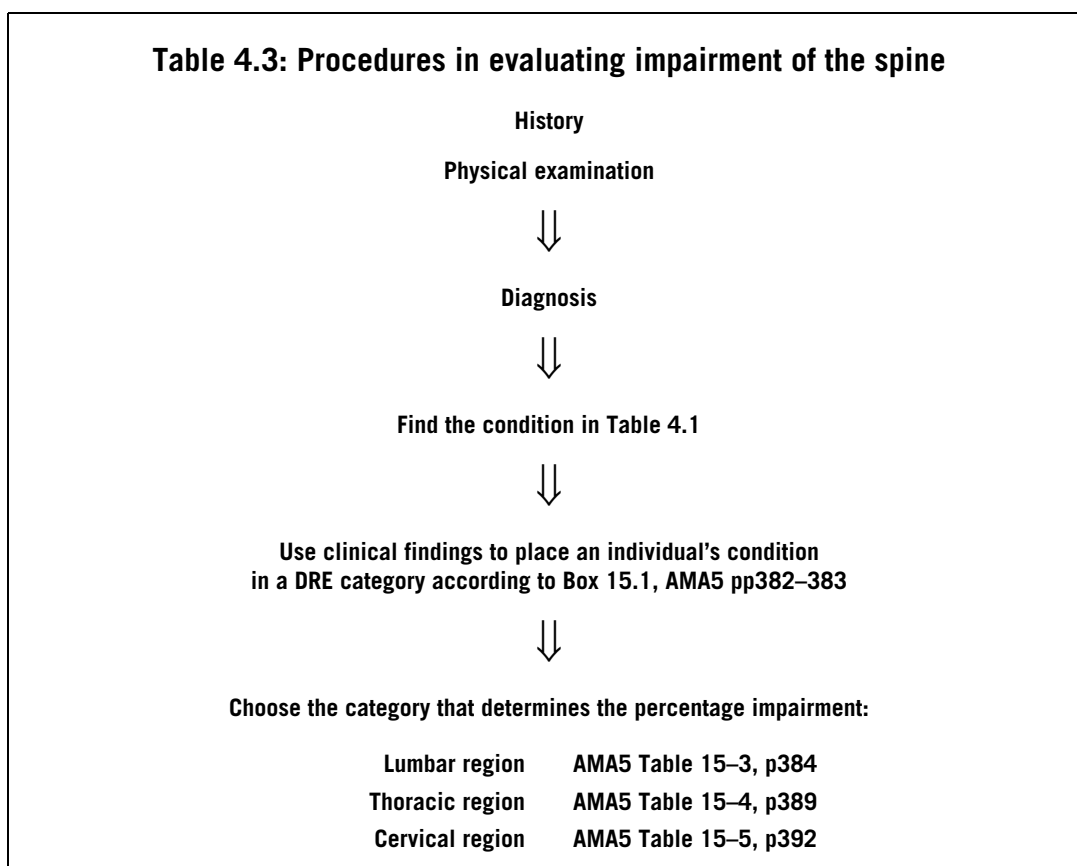 Table 4.3: Procedures in evaluating impairment of the spine
History
Physical examination
⇓
Diagnosis
⇓
Find the condition in Table 4.1
⇓
Use clinical findings to place an individual’s condition
in a DRE category according to Box 15.1, AMA5 pp382–383
⇓
Choose the category that determines the percentage impairment:
Lumbar region AMA5 Table 15–3, p384
Thoracic region AMA5 Table 15–4, p389
Cervical region AMA5 Table 15–5, p392